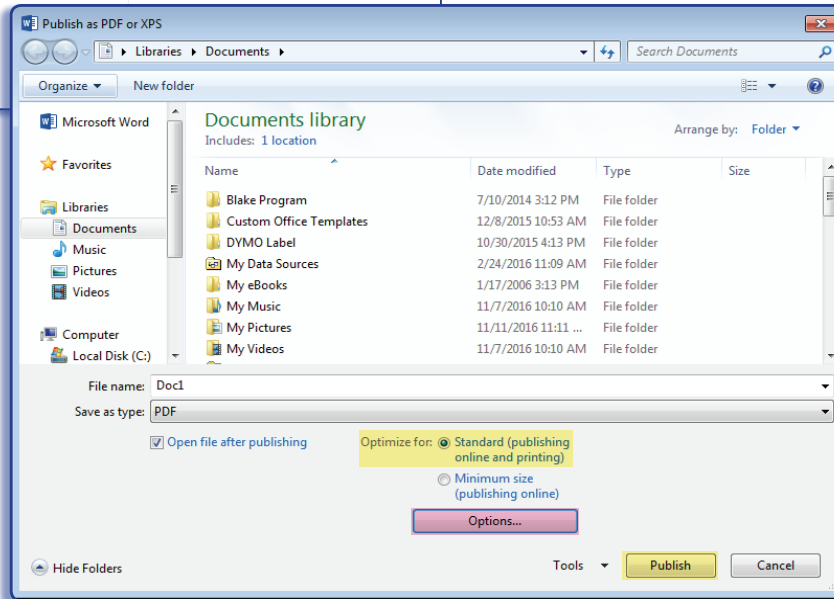 Publish as PDF or XPS
Libraries Documents
Search Documents
Organize New folder
Microsoft Word
Favorites
Libraries
Documents
Music
Pictures
Videos
Computer
Local Disk (C:)
Documents library
Includes: 1 location
Arrange by: Folder
Name Date modified Type Size
Blake Program 7/10/2014 3:12 PM File folder
Custom Office Templates 12/8/2015 10:53 AM File folder
DYMO Label 10/30/2015 4:13 PM File folder
My Data Sources 2/24/2016 11:09 AM File folder
My eBooks 1/17/2006 3:13 PM File folder
My Music 11/7/2016 10:10 AM File folder
My Pictures 11/11/2016 11:11 ... File folder
My Videos 11/7/2016 10:10 AM File folder
File name: Doc1
Save as type: PDF
Open file after publishing
Optimize for: Standard (publishing
online and printing)
Minimum size
(publishing online)
Options...
Hide Folders
Tools Publish Cancel